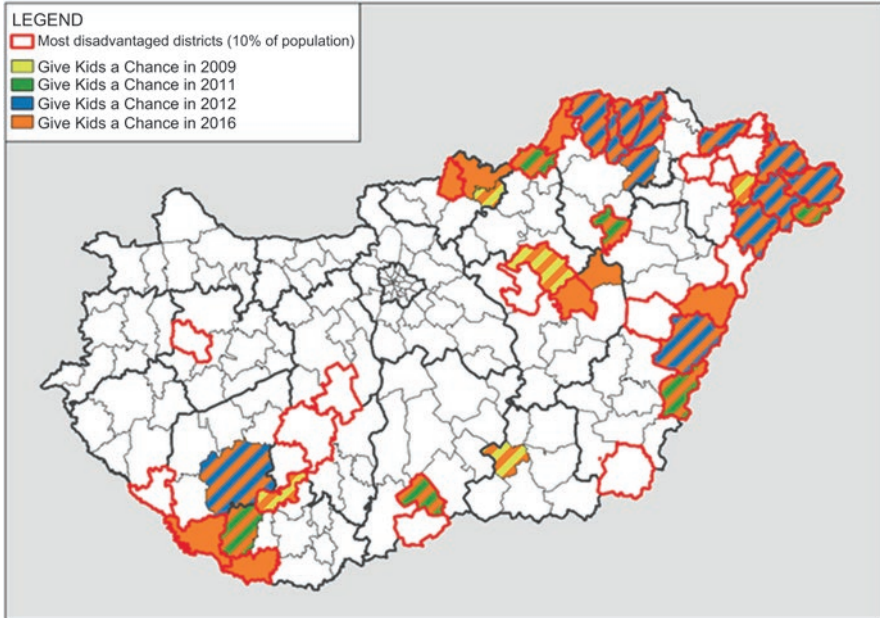 LEGEND
Most disadvantaged districts (10% of population)
Give Kids a Chance in 2009
Give Kids a Chance in 2011
Give Kids a Chance in 2012
Give Kids a Chance in 2016